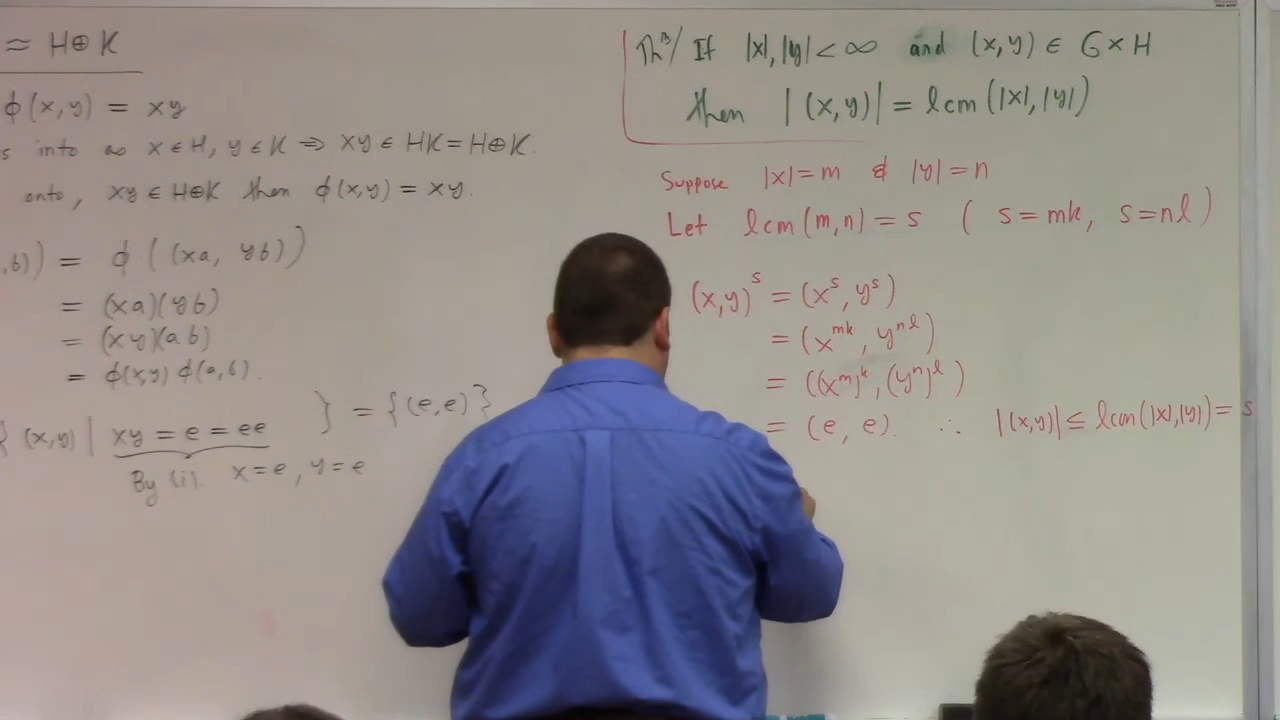 ≈ H⊕K
ϕ(x,y) = xy
s into as x∈H, y∈K ⇒ xy∈HK=H⊕K.
onto, xy∈H⊕K then ϕ(x,y) = xy.
,b)) = ϕ((xa, yb))
= (xa)(yb)
= (xy)(ab)
= ϕ(x,y) ϕ(a,b).
{ (x,y) | xy = e = ee } = {(e,e)}
By (i). x=e, y=e
Thᵐ/ If |x|,|y| < ∞ and (x,y) ∈ G×H
then |(x,y)| = lcm(|x|,|y|)
Suppose |x|=m & |y|=n
Let lcm(m,n) = s ( s=mk, s=nl )
(x,y)^s = (x^s, y^s)
= (x^{mk}, y^{nl})
= ((x^m)^k, (y^n)^l)
= (e, e). ∴ |(x,y)| ≤ lcm(|x|,|y|) = s